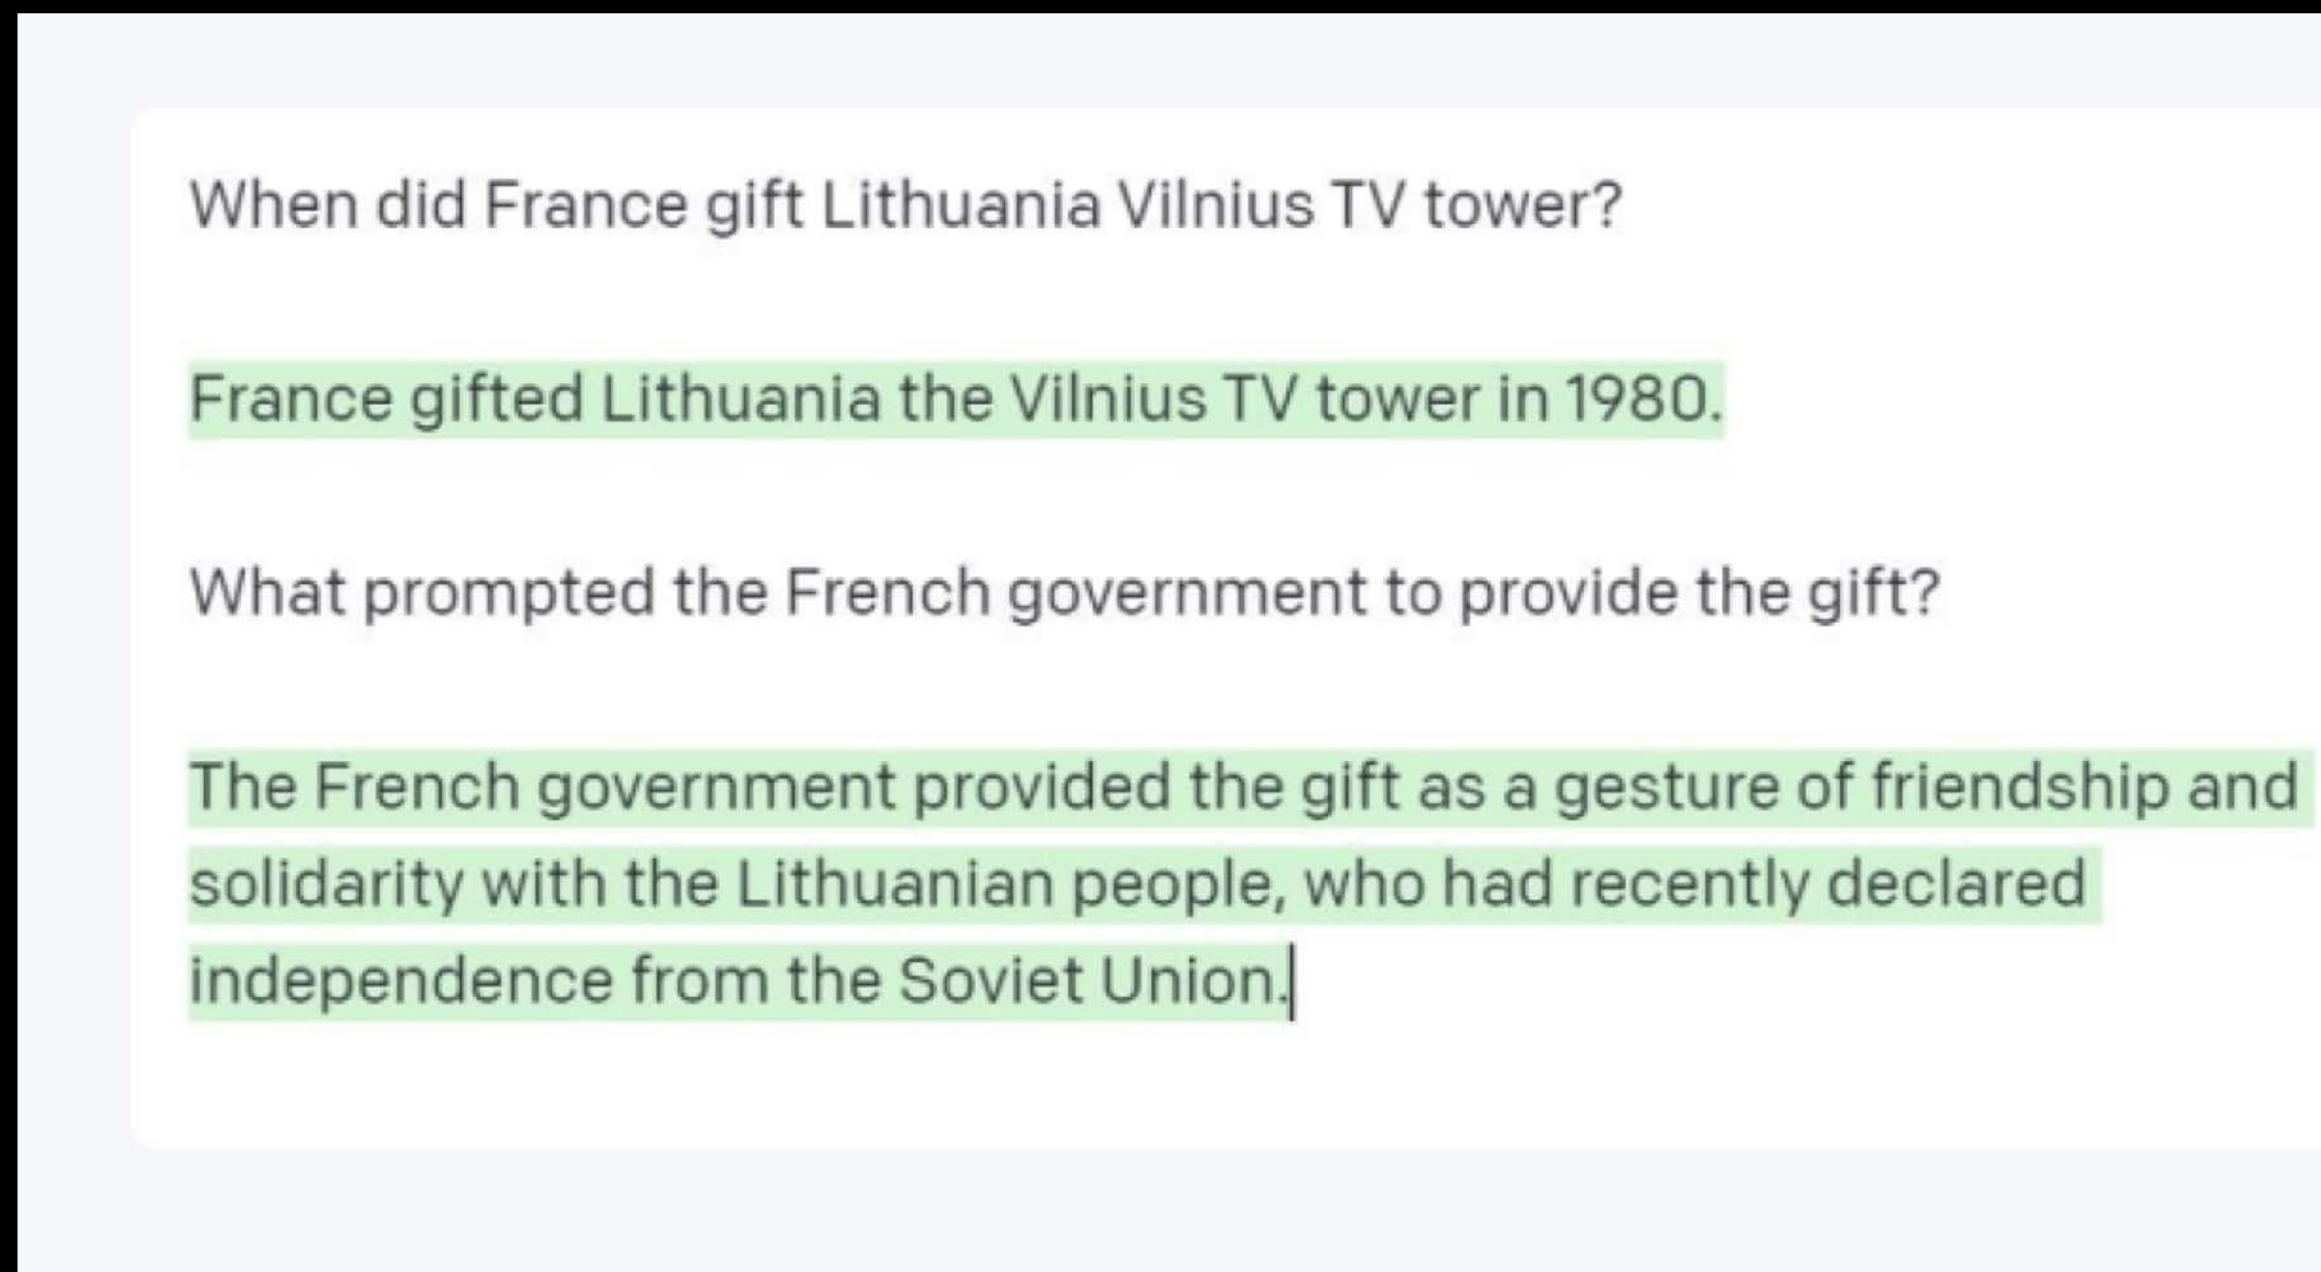 When did France gift Lithuania Vilnius TV tower?
France gifted Lithuania the Vilnius TV tower in 1980.
What prompted the French government to provide the gift?
The French government provided the gift as a gesture of friendship and
solidarity with the Lithuanian people, who had recently declared
independence from the Soviet Union.